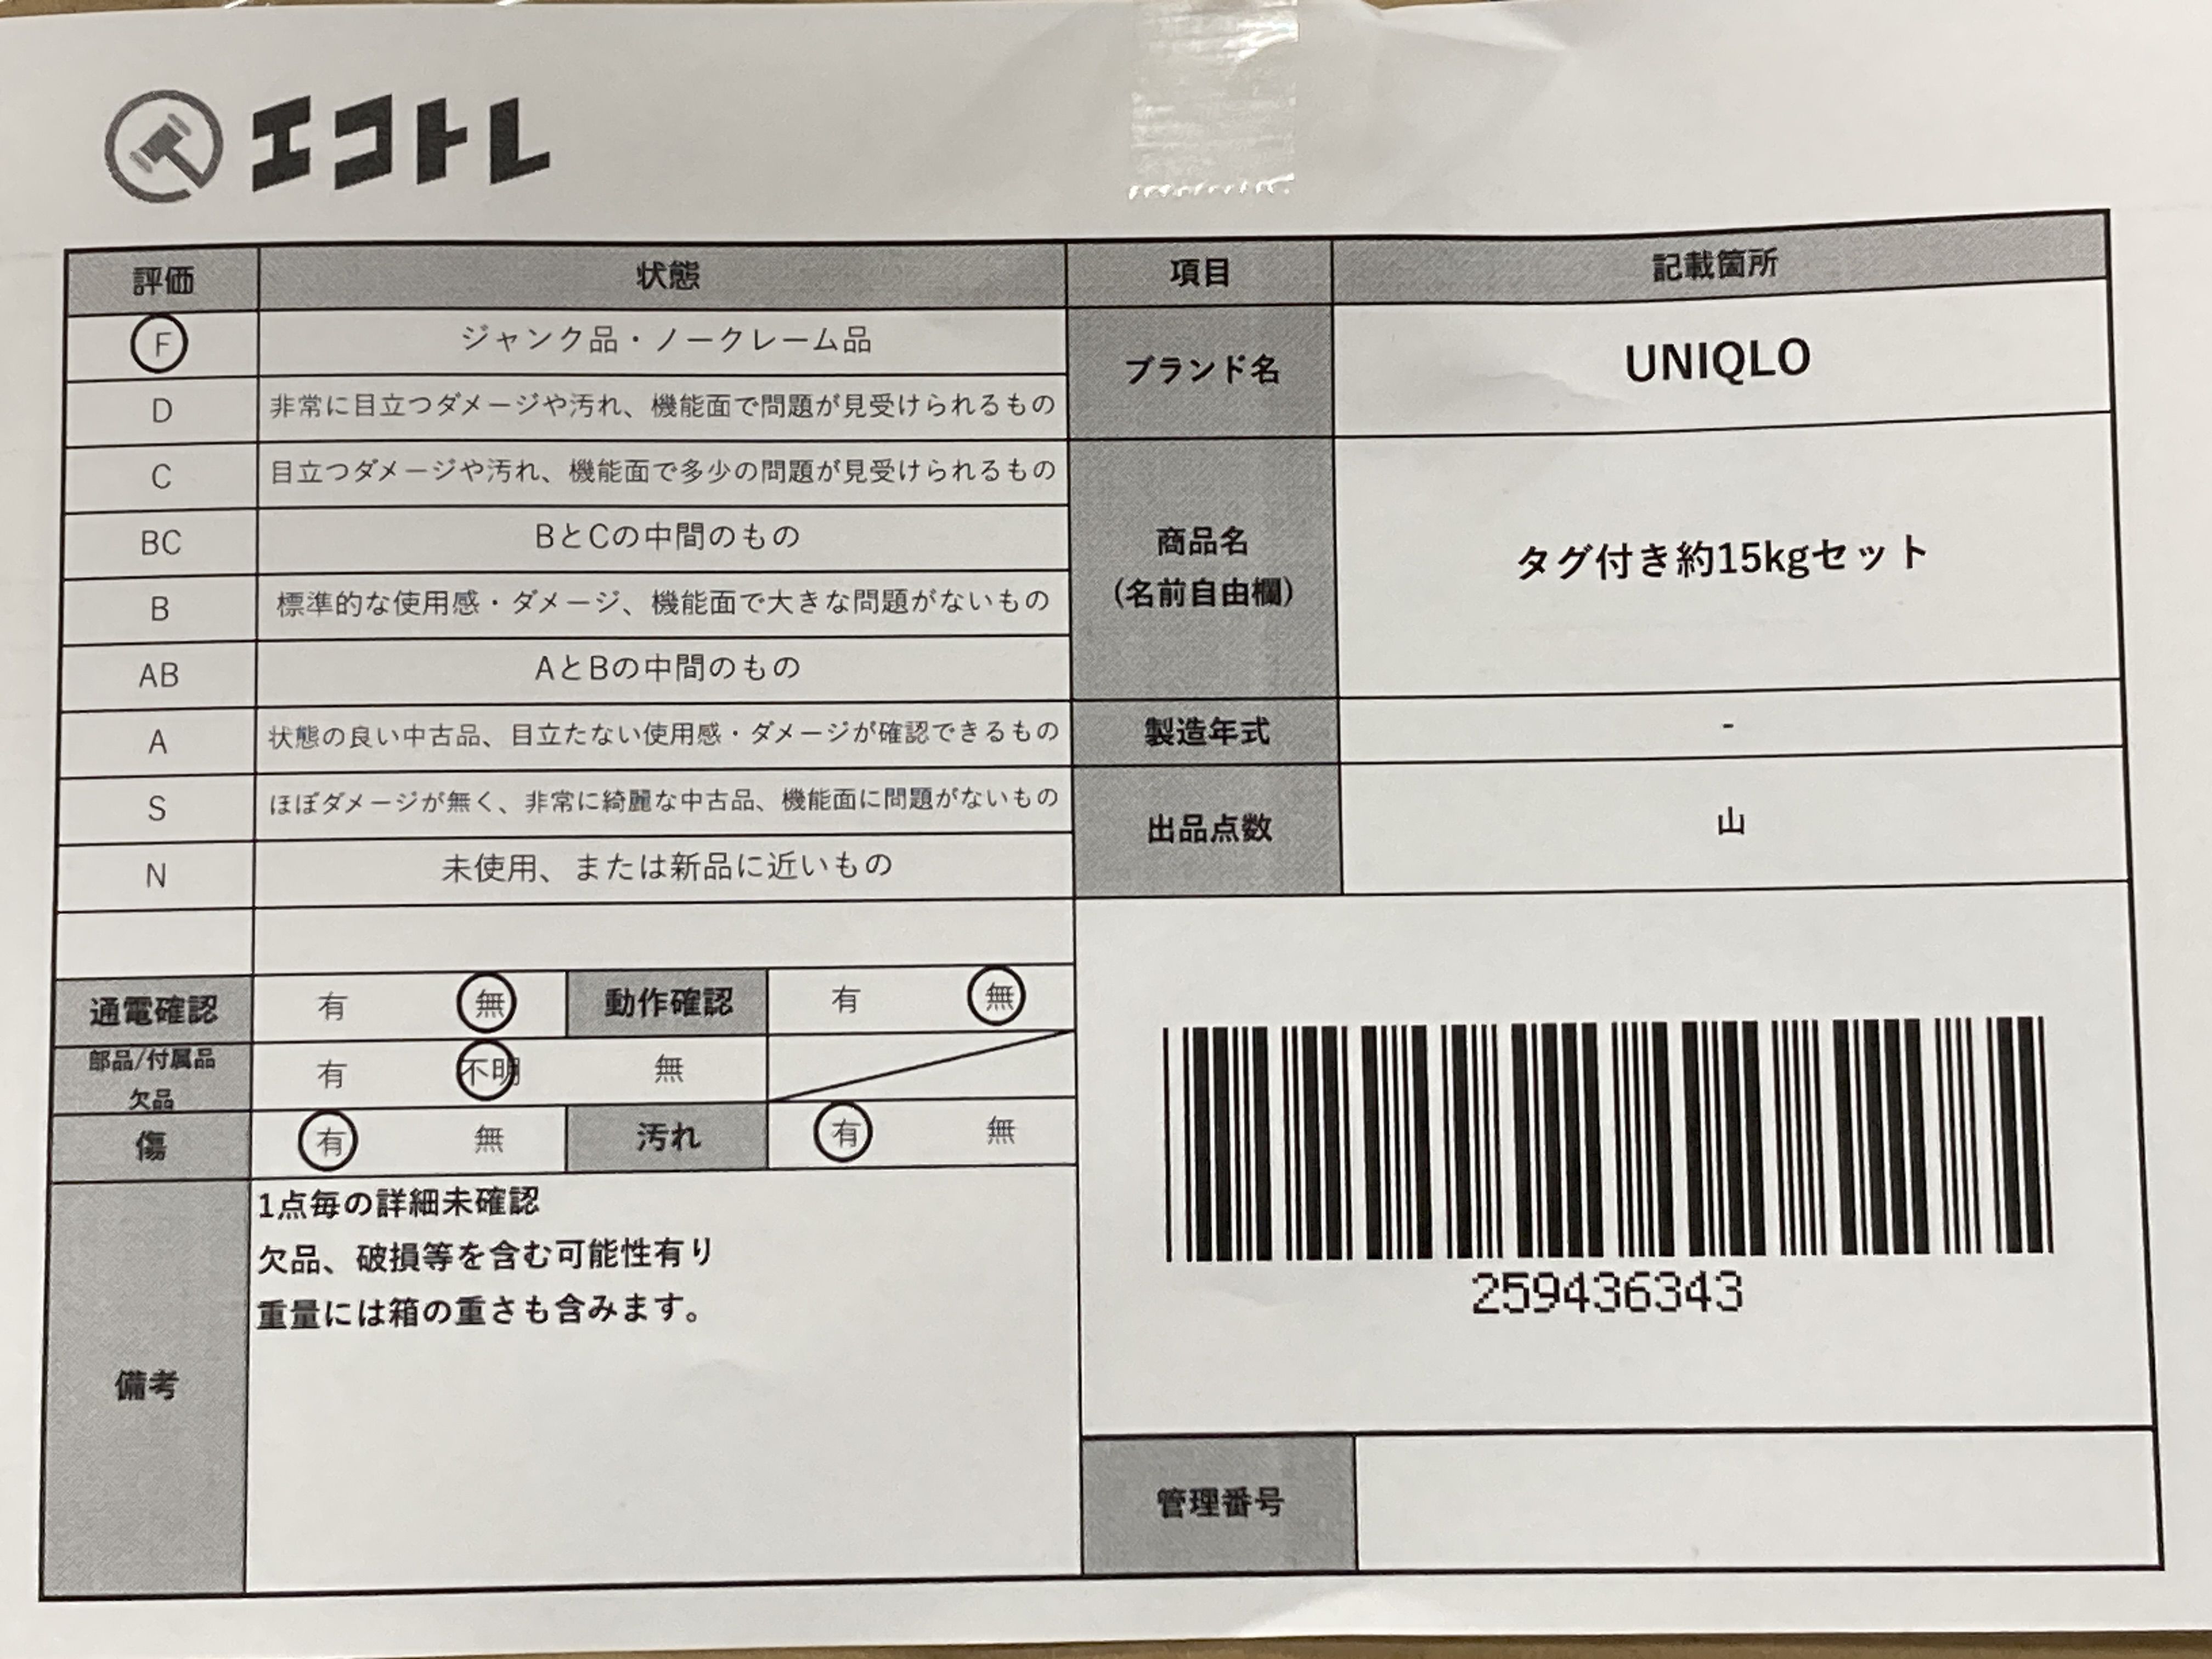 エコトレ
評価 状態 項目 記載箇所
F ジャンク品・ノークレーム品
D 非常に目立つダメージや汚れ、機能面で問題が見受けられるもの
C 目立つダメージや汚れ、機能面で多少の問題が見受けられるもの
BC BとCの中間のもの
B 標準的な使用感・ダメージ、機能面で大きな問題がないもの
AB AとBの中間のもの
A 状態の良い中古品、目立たない使用感・ダメージが確認できるもの
S ほぼダメージが無く、非常に綺麗な中古品、機能面に問題がないもの
N 未使用、または新品に近いもの
ブランド名 UNIQLO
商品名
(名前自由欄)
タグ付き約15kgセット
製造年式 -
出品点数 山
通電確認 有 無 動作確認 有 無
部品/付属品
欠品
有 不明 無
傷 有 無 汚れ 有 無
備考
1点毎の詳細未確認
欠品、破損等を含む可能性有り
重量には箱の重さも含みます。
259436343
管理番号